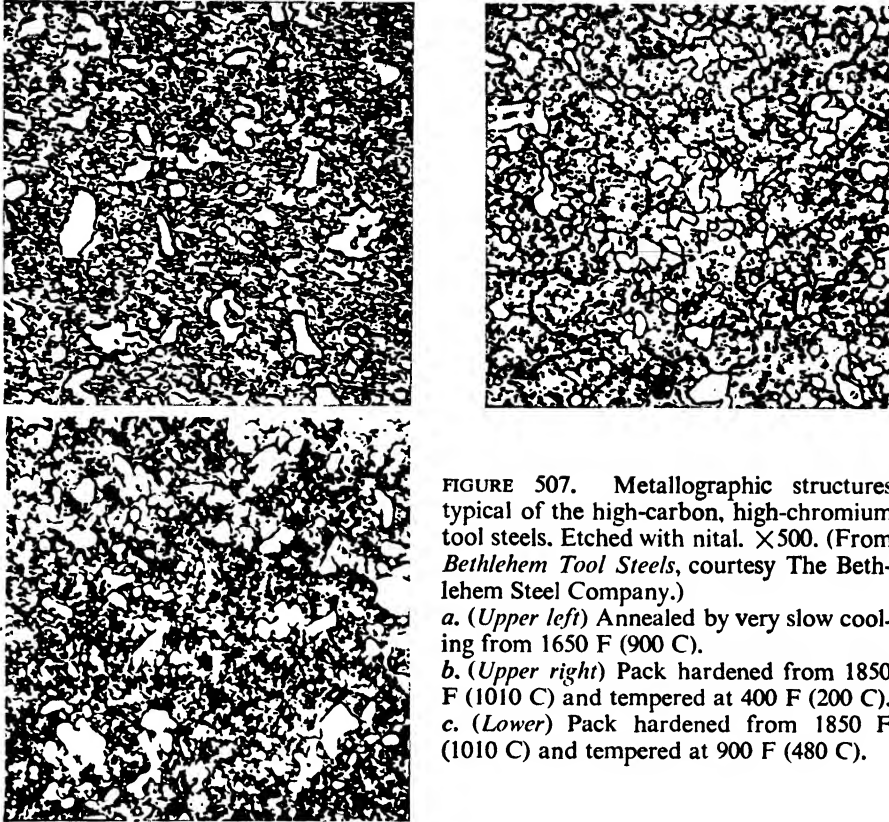 FIGURE 507. Metallographic structures
typical of the high-carbon, high-chromium
tool steels. Etched with nital. ×500. (From
Bethlehem Tool Steels, courtesy The Beth-
lehem Steel Company.)
a. (Upper left) Annealed by very slow cool-
ing from 1650 F (900 C).
b. (Upper right) Pack hardened from 1850
F (1010 C) and tempered at 400 F (200 C).
c. (Lower) Pack hardened from 1850 F
(1010 C) and tempered at 900 F (480 C).